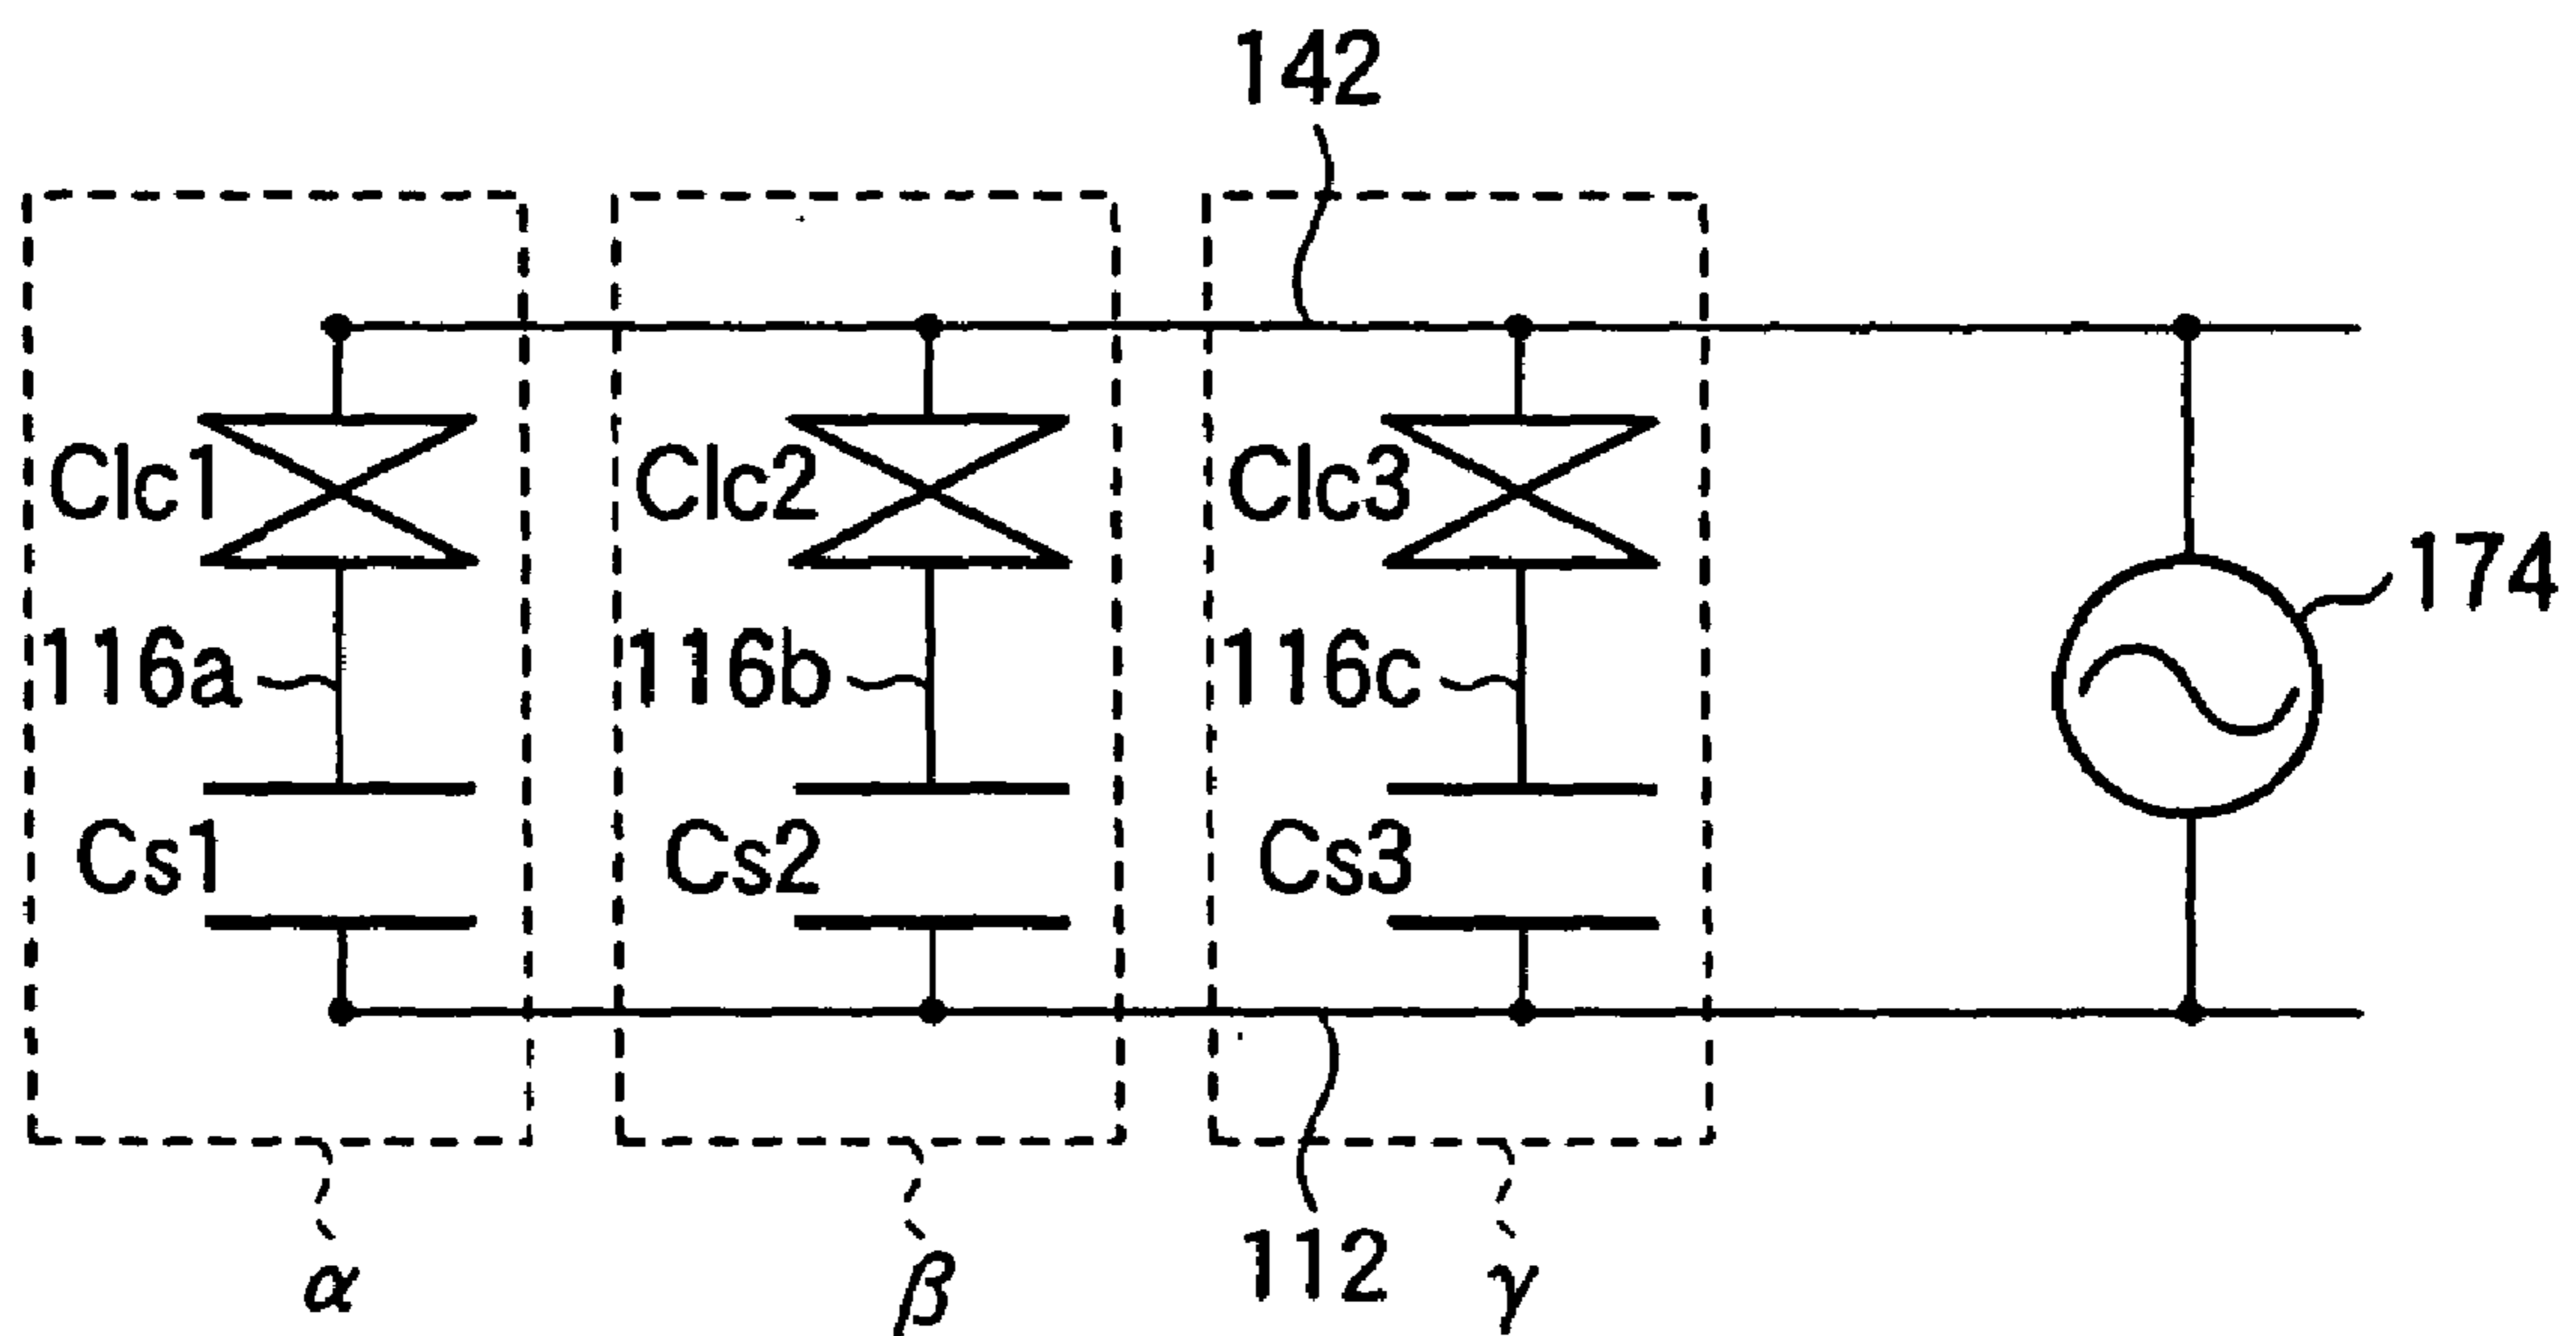 142
Clc1 Clc2 Clc3
174
116a 116b 116c
Cs1 Cs2 Cs3
112
α β γ